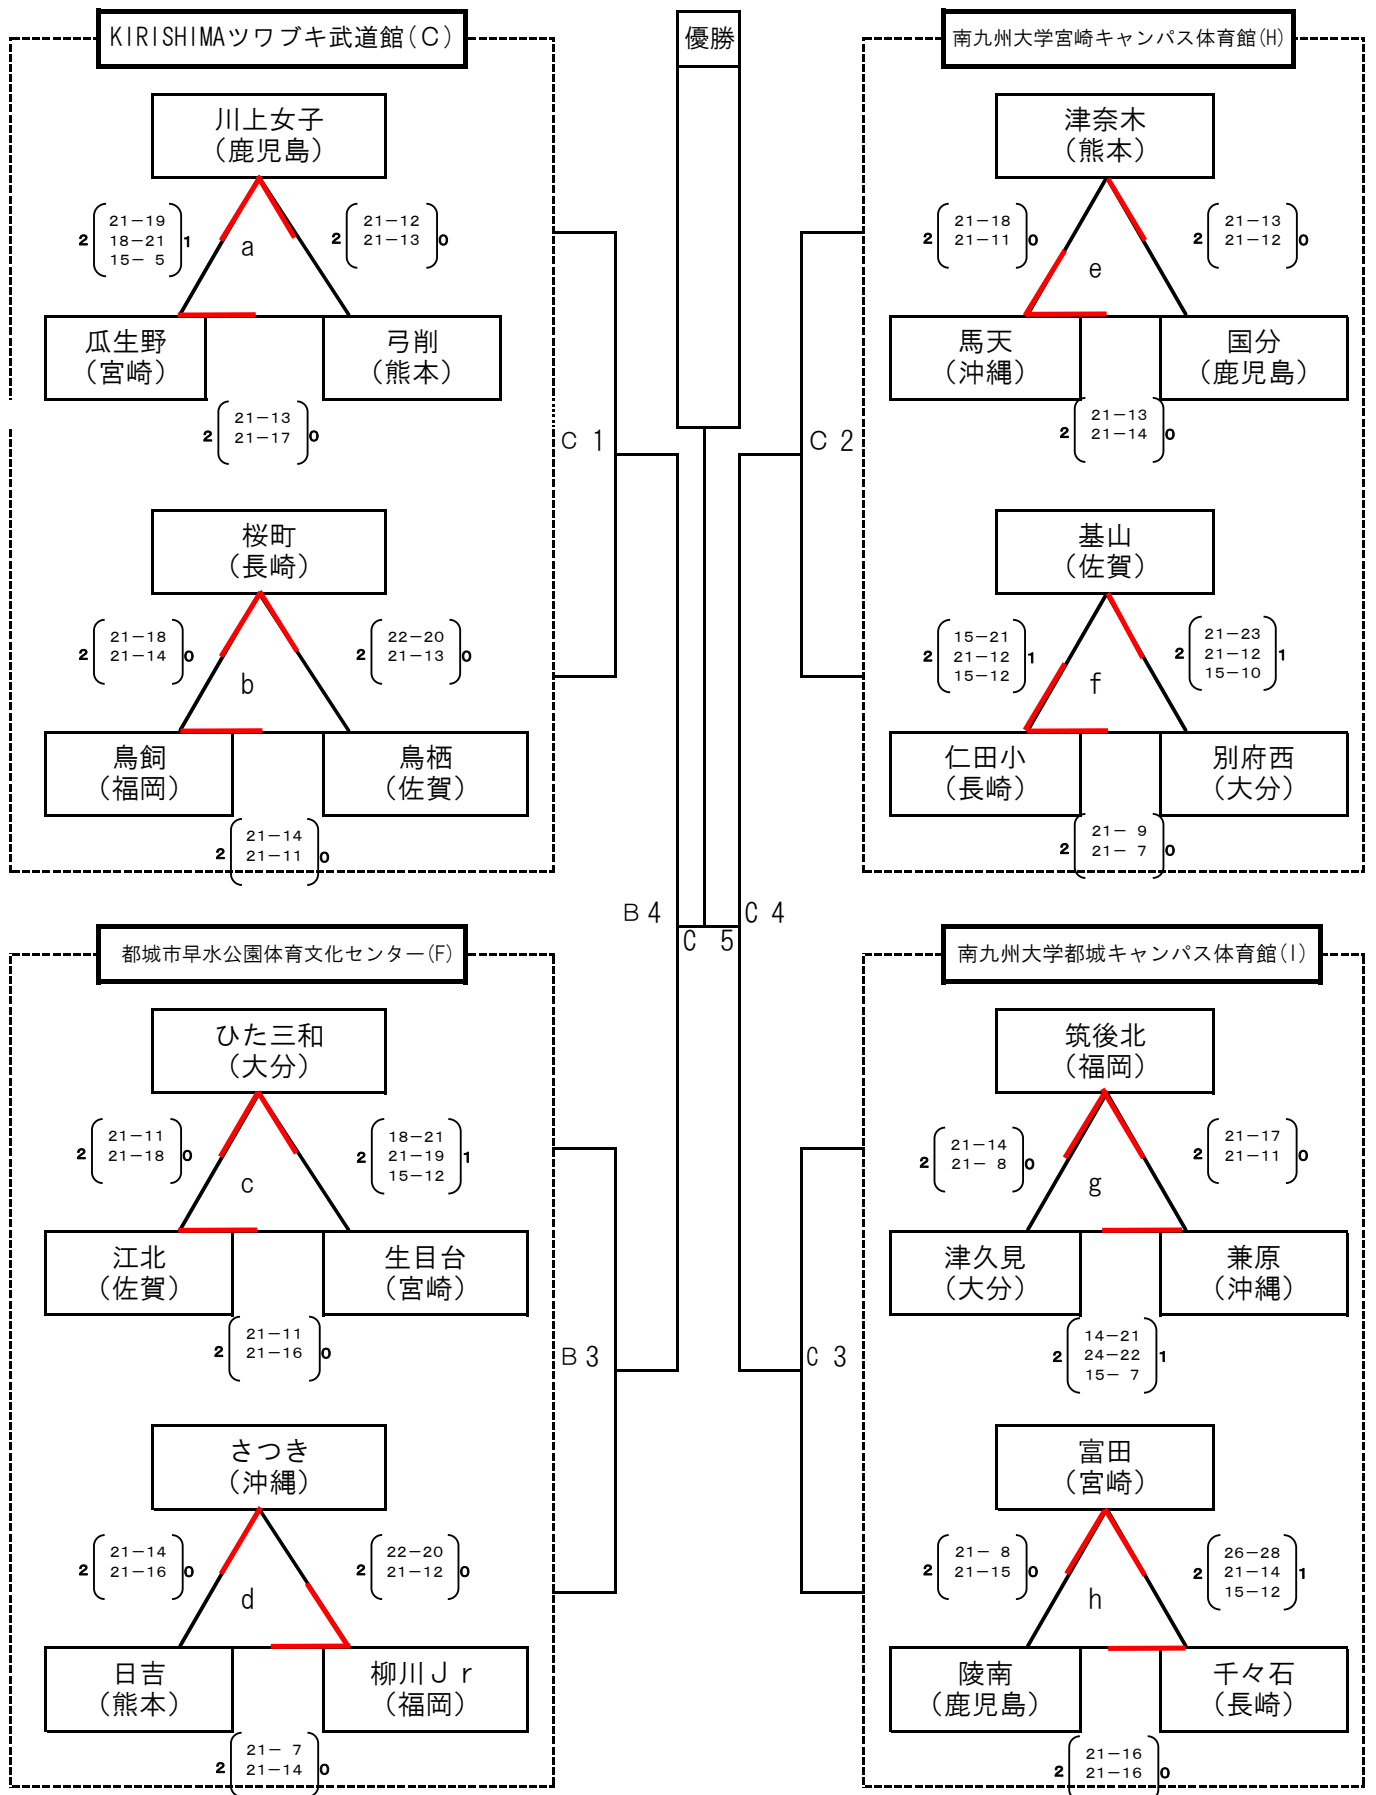 KIRISHIMAツワブキ武道館(C)
川上女子
(鹿児島)
2 21-19 1
18-21
15- 5
a
2 21-12 0
21-13
瓜生野
(宮崎)
弓削
(熊本)
2 21-13 0
21-17
桜町
(長崎)
2 21-18 0
21-14
b
2 22-20 0
21-13
鳥飼
(福岡)
鳥栖
(佐賀)
2 21-14 0
21-11
都城市早水公園体育文化センター(F)
ひた三和
(大分)
2 21-11 0
21-18
c
2 18-21 1
21-19
15-12
江北
(佐賀)
生目台
(宮崎)
2 21-11 0
21-16
さつき
(沖縄)
2 21-14 0
21-16
d
2 22-20 0
21-12
日吉
(熊本)
柳川Jr
(福岡)
2 21- 7 0
21-14
優勝
C 1
C 2
B 4
C 4
C 5
B 3
C 3
南九州大学宮崎キャンパス体育館(H)
津奈木
(熊本)
2 21-18 0
21-11
e
2 21-13 0
21-12
馬天
(沖縄)
国分
(鹿児島)
2 21-13 0
21-14
基山
(佐賀)
2 15-21 1
21-12
15-12
f
2 21-23 1
21-12
15-10
仁田小
(長崎)
別府西
(大分)
2 21- 9 0
21- 7
南九州大学都城キャンパス体育館(I)
筑後北
(福岡)
2 21-14 0
21- 8
g
2 21-17 0
21-11
津久見
(大分)
兼原
(沖縄)
2 14-21 1
24-22
15- 7
富田
(宮崎)
2 21- 8 0
21-15
h
2 26-28 1
21-14
15-12
陵南
(鹿児島)
千々石
(長崎)
2 21-16 0
21-16